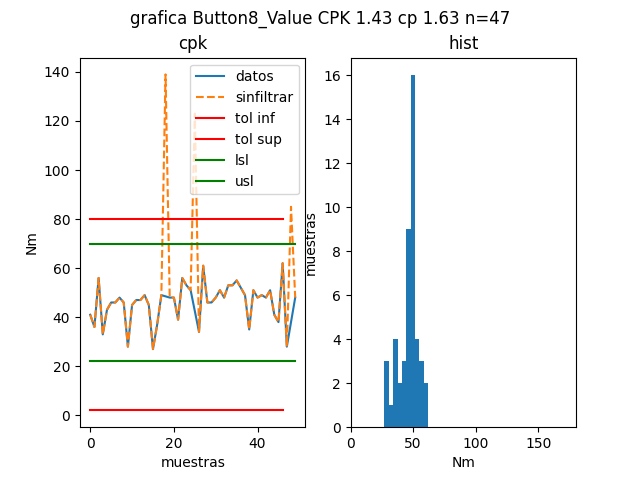 grafica Button8_Value CPK 1.43 cp 1.63 n=47
cpk
140
120
100
80
60
40
20
0
Nm
0
20
40
muestras
datos
sinfiltrar
tol inf
tol sup
lsl
usl
hist
16
14
12
10
8
6
4
2
0
muestras
0
50
100
150
Nm